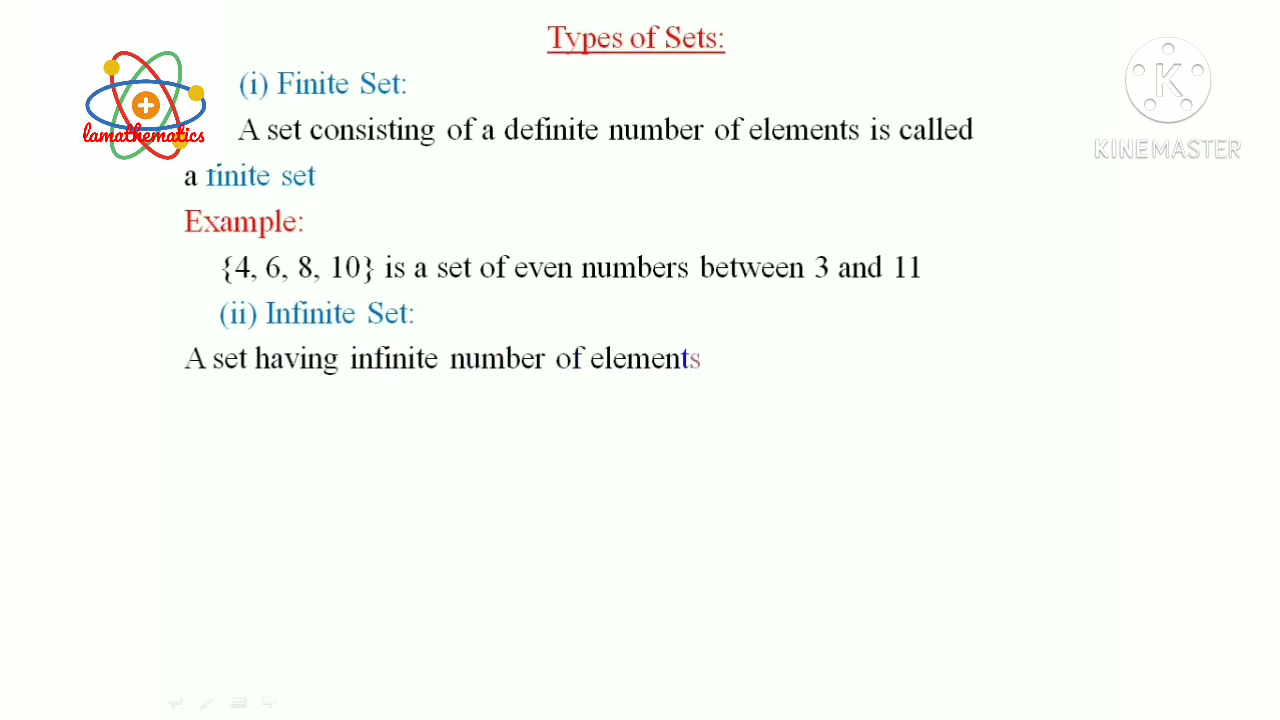 Types of Sets:
(i) Finite Set:
A set consisting of a definite number of elements is called
a finite set
Example:
{4, 6, 8, 10} is a set of even numbers between 3 and 11
(ii) Infinite Set:
A set having infinite number of elements
lamathematics
K
KINEMASTER